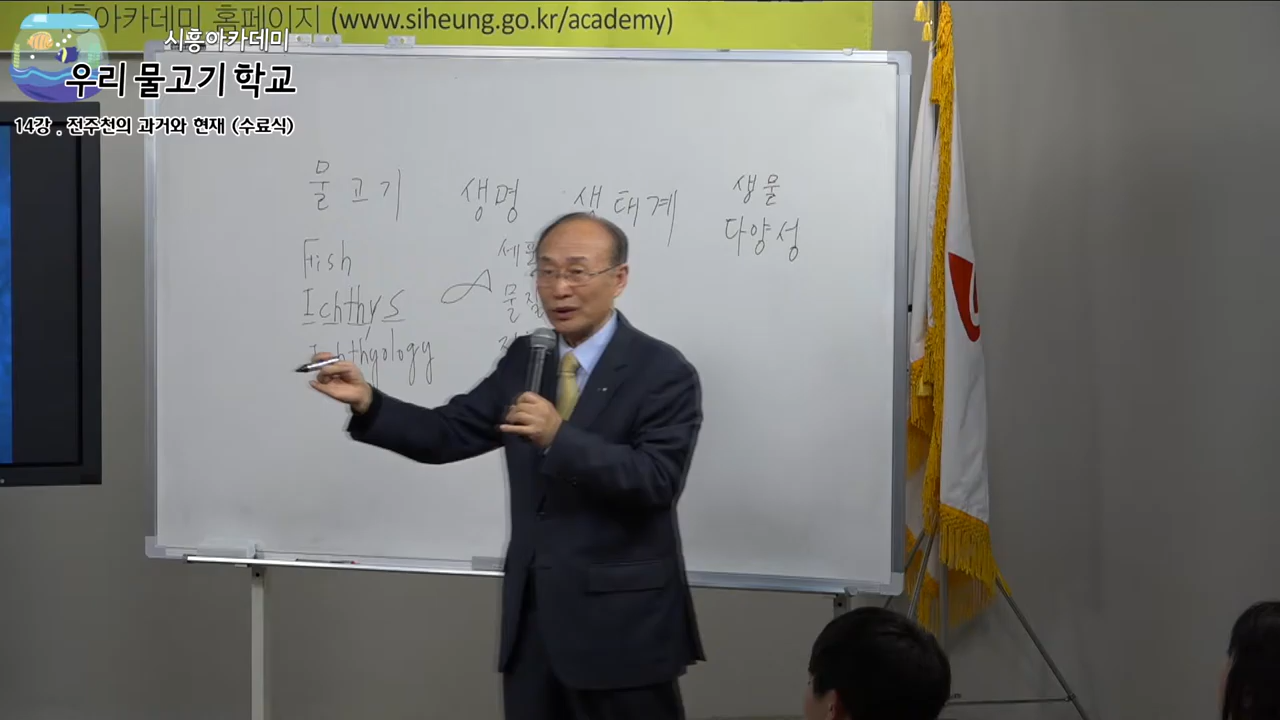 시흥아카데미 홈페이지 (www.siheung.go.kr/academy)
시흥아카데미
우리 물고기 학교
14강 . 전주천의 과거와 현재 (수료식)
물고기 생명 생태계 생물
다양성
Fish
Ichthys
Ichthyology